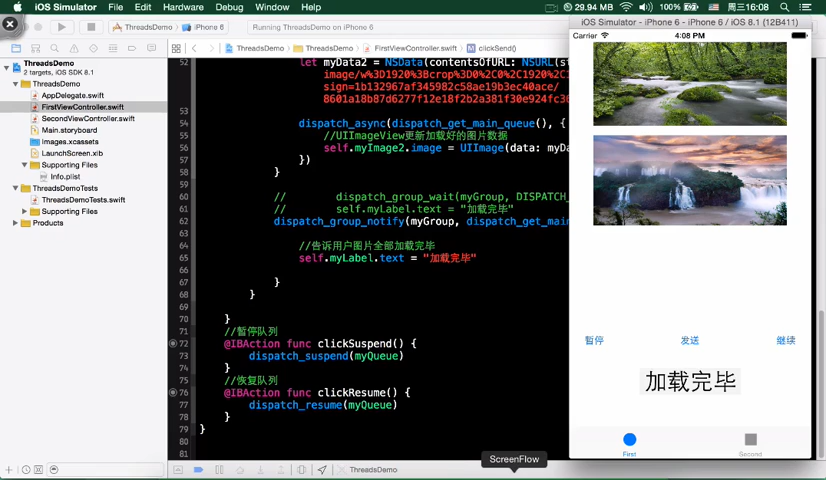 iOS Simulator File Edit Hardware Debug Window Help 29.94 MB 100% 周三16:08
ThreadsDemo iPhone 6 Running ThreadsDemo on iPhone 6
iOS Simulator - iPhone 6 - iPhone 6 / iOS 8.1 (12B411)
Carrier 4:08 PM
ThreadsDemo ThreadsDemo FirstViewController.swift clickSend()
ThreadsDemo
2 targets, iOS SDK 8.1
ThreadsDemo
AppDelegate.swift
FirstViewController.swift
SecondViewController.swift
Main.storyboard
Images.xcassets
LaunchScreen.xib
Supporting Files
Info.plist
ThreadsDemoTests
ThreadsDemoTests.swift
Supporting Files
Products
52 let myData2 = NSData(contentsOfURL: NSURL(st
image/w%3D1920%3Bcrop%3D0%2C0%2C1920%2
sign=1b132967af345982c58ae19b3ec40ace/
8601a18b87d6277f12e18f2b2a381f30e924fc36
53
54 dispatch_async(dispatch_get_main_queue(), {
55 //UIImageView更新加载好的图片数据
56 self.myImage2.image = UIImage(data: myDa
57 })
58 }
59
60 // dispatch_group_wait(myGroup, DISPATCH_
61 // self.myLabel.text = "加载完毕"
62 dispatch_group_notify(myGroup, dispatch_get_main
63
64 //告诉用户图片全部加载完毕
65 self.myLabel.text = "加载完毕"
66
67 }
68 }
69
70 }
71 //暂停队列
72 @IBAction func clickSuspend() {
73 dispatch_suspend(myQueue)
74 }
75 //恢复队列
76 @IBAction func clickResume() {
77 dispatch_resume(myQueue)
78 }
79 }
80
81
暂停 发送 继续
加载完毕
First Second
ThreadsDemo
ScreenFlow